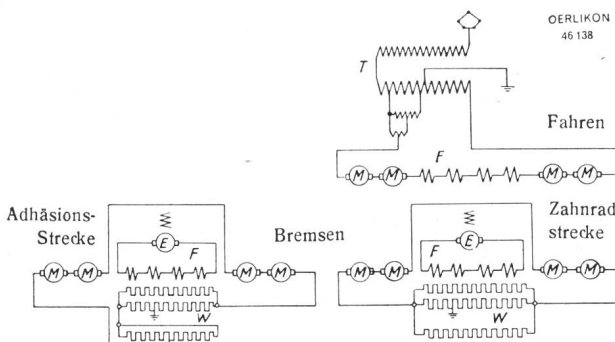 OERLIKON
46 138
T
Fahren
F
M M M M
Adhäsions-
Strecke
E
F
Bremsen
M M M M
W
Zahnrad
strecke
E
F
M M M M
W